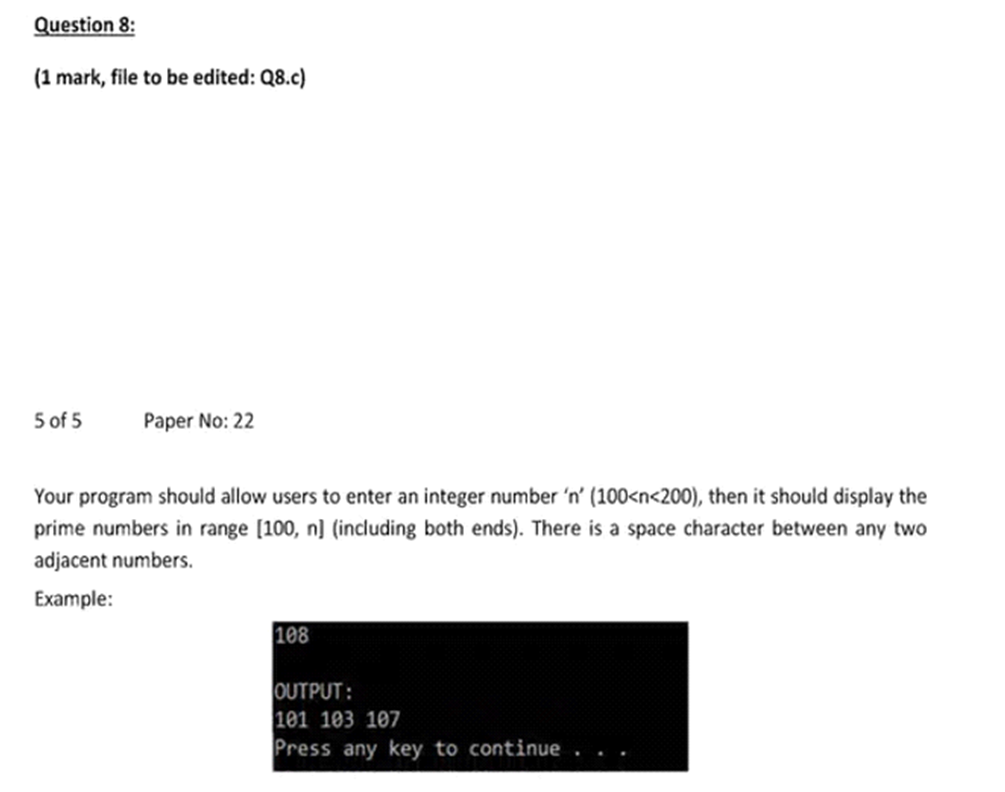 Question 8:
(1 mark, file to be edited: Q8.c)
5 of 5 Paper No: 22
Your program should allow users to enter an integer number ‘n’ (100<n<200), then it should display the
prime numbers in range [100, n] (including both ends). There is a space character between any two
adjacent numbers.
Example:
108
OUTPUT:
101 103 107
Press any key to continue . . .